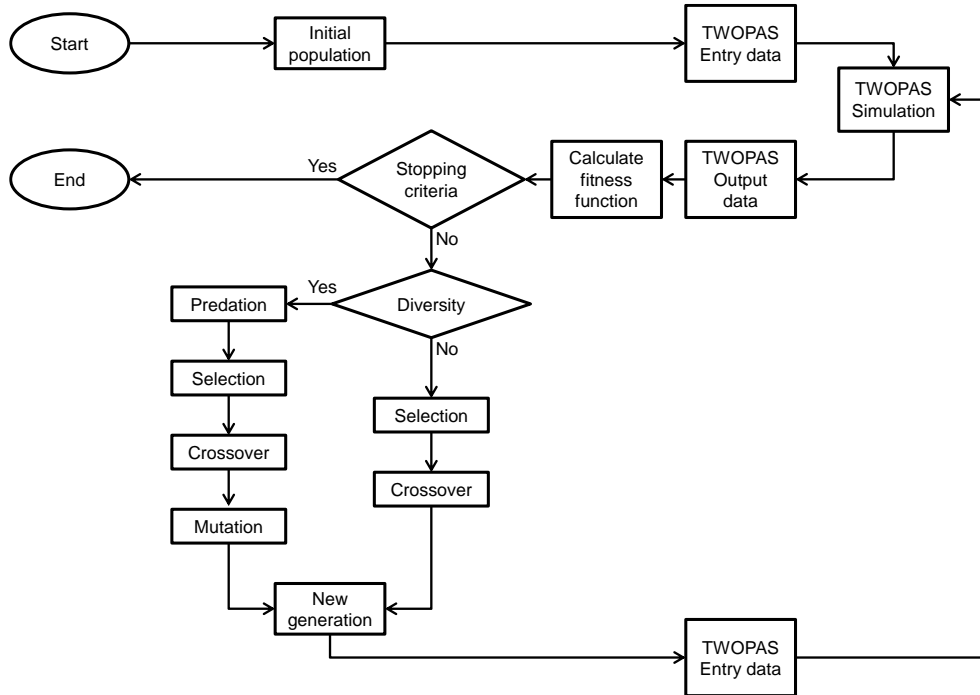 Start
Initial
population
TWOPAS
Entry data
TWOPAS
Simulation
End
Yes
Stopping
criteria
Calculate
fitness
function
TWOPAS
Output
data
No
Yes
Diversity
Predation
No
Selection
Selection
Crossover
Crossover
Mutation
New
generation
TWOPAS
Entry data